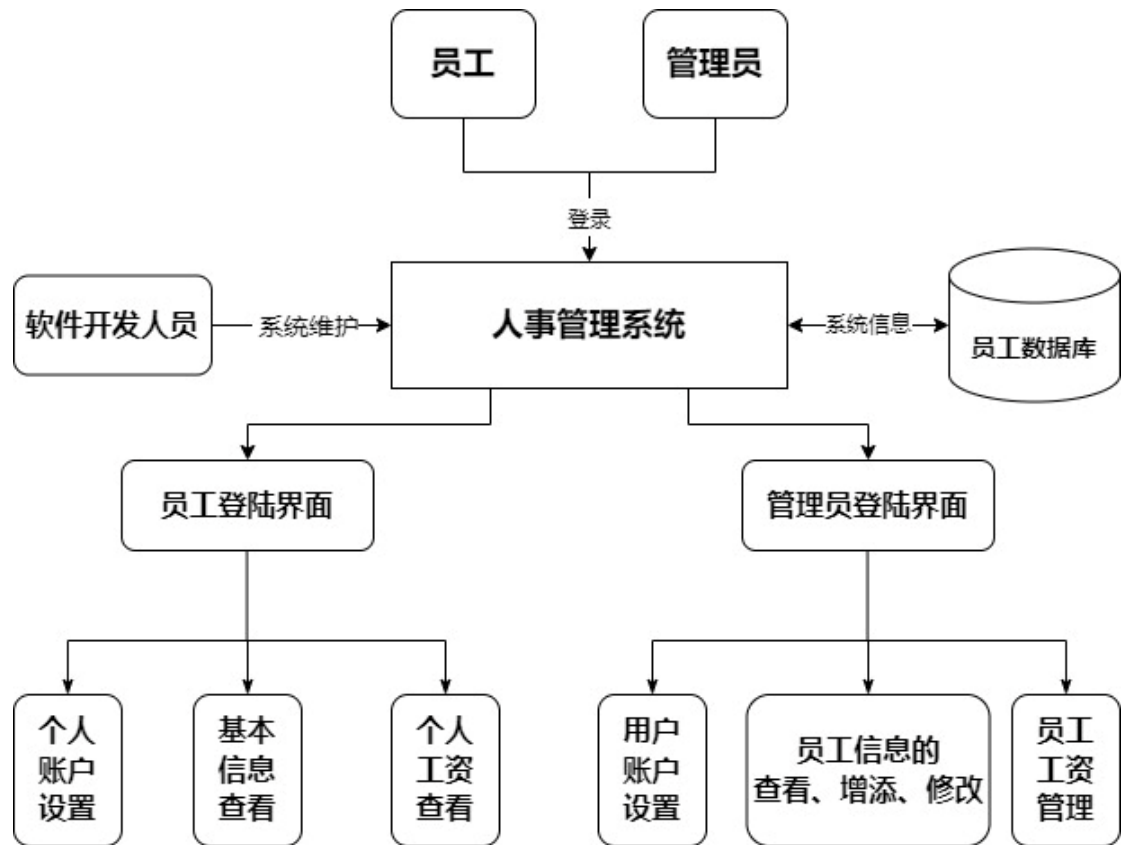 员工
管理员
登录
软件开发人员
系统维护
人事管理系统
系统信息
员工数据库
员工登陆界面
管理员登陆界面
个人
账户
设置
基本
信息
查看
个人
工资
查看
用户
账户
设置
员工信息的
查看、增添、修改
员工
工资
管理